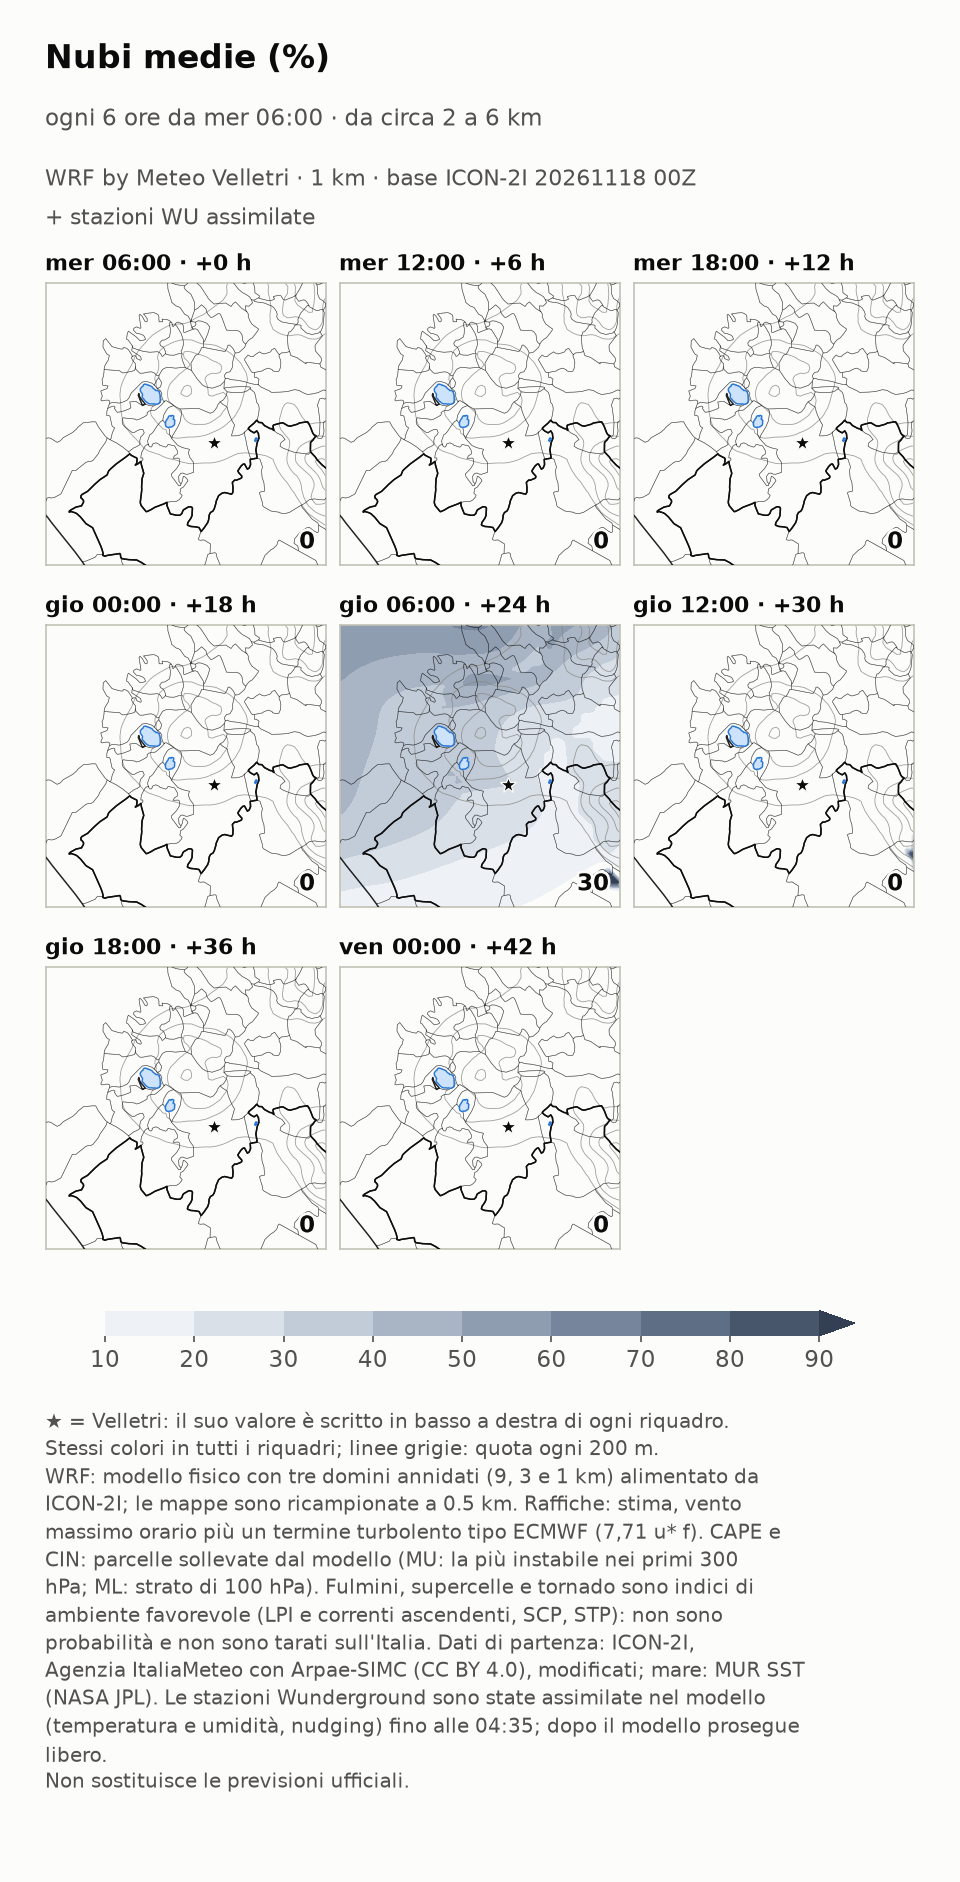 Nubi medie (%)
ogni 6 ore da mer 06:00 · da circa 2 a 6 km
WRF by Meteo Velletri · 1 km · base ICON-2I 20261118 00Z
+ stazioni WU assimilate
mer 06:00 · +0 h
mer 12:00 · +6 h
mer 18:00 · +12 h
0
0
0
gio 00:00 · +18 h
gio 06:00 · +24 h
gio 12:00 · +30 h
0
30
0
gio 18:00 · +36 h
ven 00:00 · +42 h
0
0
10 20 30 40 50 60 70 80 90
★ = Velletri: il suo valore è scritto in basso a destra di ogni riquadro.
Stessi colori in tutti i riquadri; linee grigie: quota ogni 200 m.
WRF: modello fisico con tre domini annidati (9, 3 e 1 km) alimentato da
ICON-2I; le mappe sono ricampionate a 0.5 km. Raffiche: stima, vento
massimo orario più un termine turbolento tipo ECMWF (7,71 u* f). CAPE e
CIN: parcelle sollevate dal modello (MU: la più instabile nei primi 300
hPa; ML: strato di 100 hPa). Fulmini, supercelle e tornado sono indici di
ambiente favorevole (LPI e correnti ascendenti, SCP, STP): non sono
probabilità e non sono tarati sull'Italia. Dati di partenza: ICON-2I,
Agenzia ItaliaMeteo con Arpae-SIMC (CC BY 4.0), modificati; mare: MUR SST
(NASA JPL). Le stazioni Wunderground sono state assimilate nel modello
(temperatura e umidità, nudging) fino alle 04:35; dopo il modello prosegue
libero.
Non sostituisce le previsioni ufficiali.